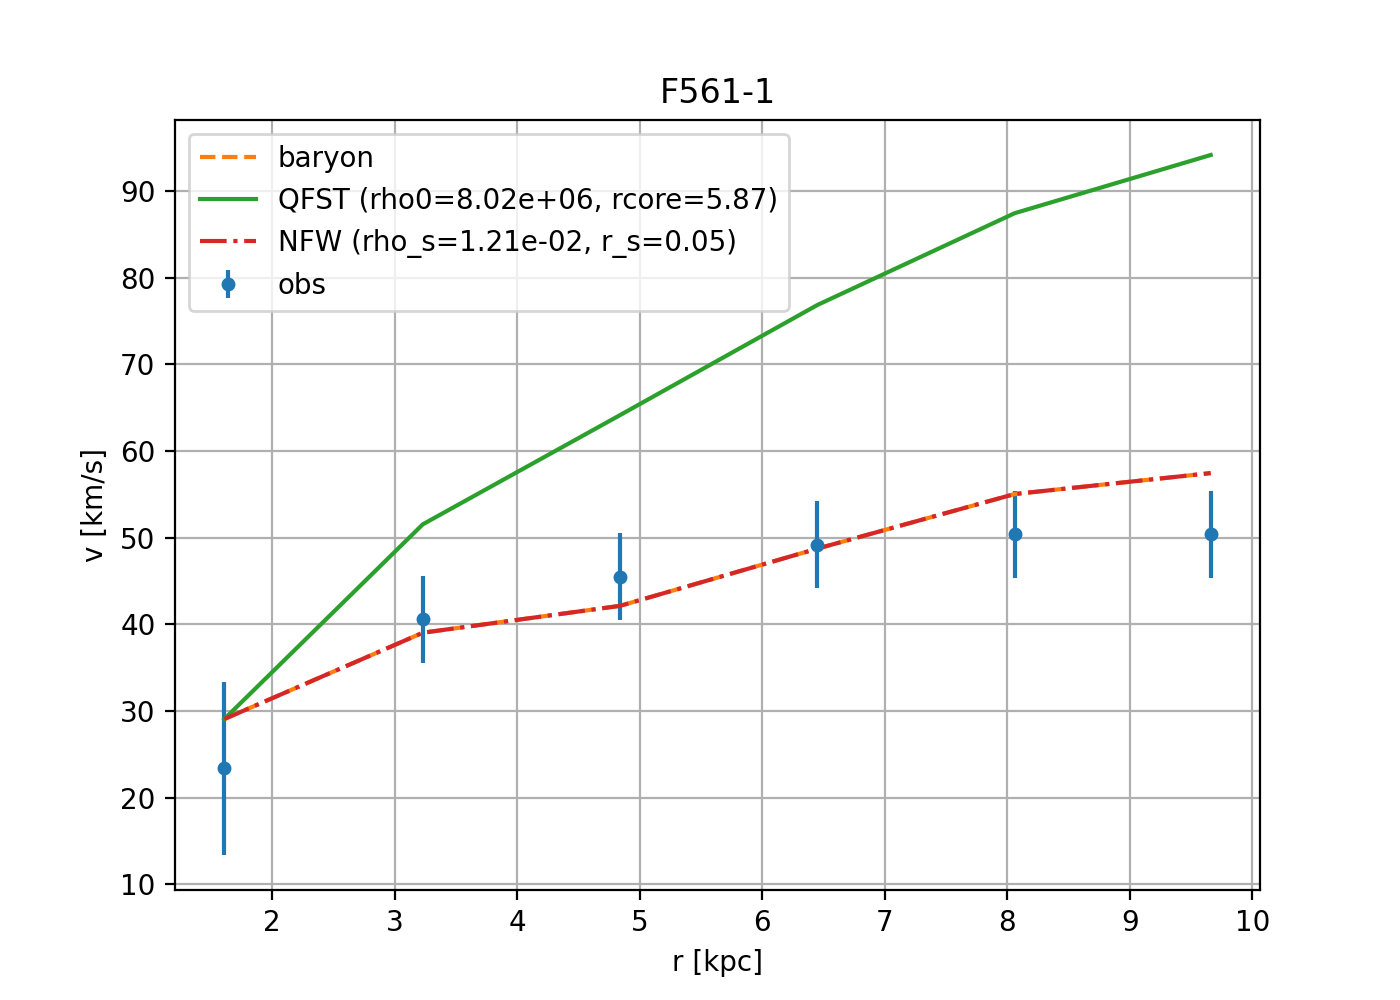 F561-1
baryon
QFST (rho0=8.02e+06, rcore=5.87)
NFW (rho_s=1.21e-02, r_s=0.05)
obs
90
80
70
60
50
40
30
20
10
v [km/s]
2 3 4 5 6 7 8 9 10
r [kpc]